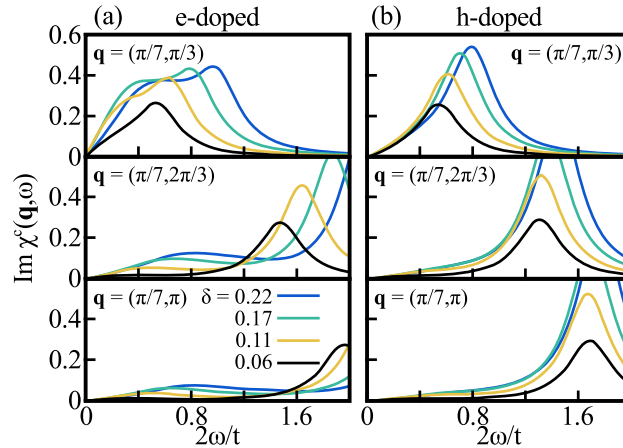 (a) e-doped (b) h-doped
0.6
q = (π/7,π/3) q = (π/7,π/3)
0.4
0.2
0
q = (π/7,2π/3) q = (π/7,2π/3)
0.4
0.2
0
q = (π/7,π) δ = 0.22 q = (π/7,π)
0.4
0.17
0.11
0.2
0.06
0
0 0.8 1.6 0 0.8 1.6
2ω/t 2ω/t
Im χᶜ(q,ω)